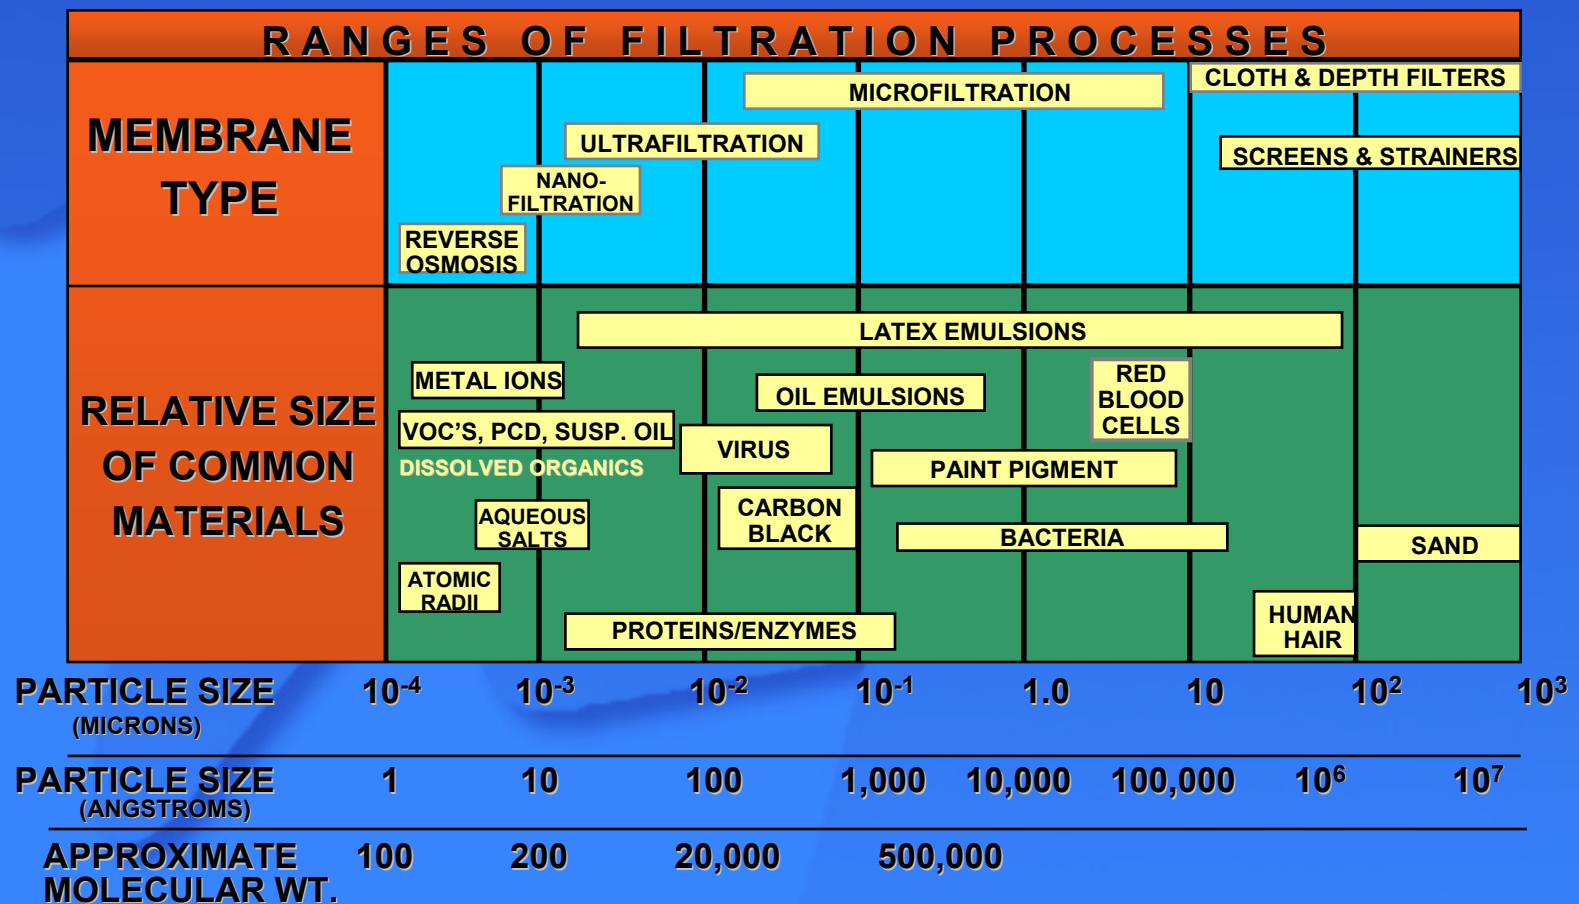 RANGES OF FILTRATION PROCESSES
MEMBRANE
TYPE
CLOTH & DEPTH FILTERS
MICROFILTRATION
ULTRAFILTRATION
SCREENS & STRAINERS
NANO-
FILTRATION
REVERSE
OSMOSIS
RELATIVE SIZE
OF COMMON
MATERIALS
LATEX EMULSIONS
METAL IONS
OIL EMULSIONS
RED
BLOOD
CELLS
VOC'S, PCD, SUSP. OIL
VIRUS
DISSOLVED ORGANICS
PAINT PIGMENT
AQUEOUS
SALTS
CARBON
BLACK
BACTERIA
SAND
ATOMIC
RADII
PROTEINS/ENZYMES
HUMAN
HAIR
PARTICLE SIZE 10⁻⁴ 10⁻³ 10⁻² 10⁻¹ 1.0 10 10² 10³
(MICRONS)
PARTICLE SIZE 1 10 100 1,000 10,000 100,000 10⁶ 10⁷
(ANGSTROMS)
APPROXIMATE 100 200 20,000 500,000
MOLECULAR WT.